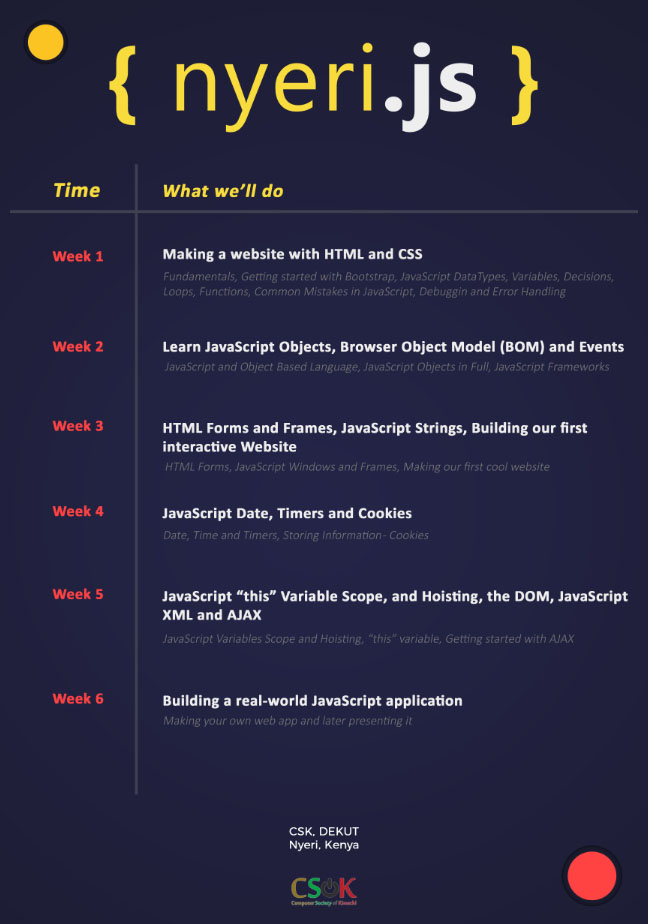 { nyeri.js }
Time
What we'll do
Week 1
Making a website with HTML and CSS
Fundamentals, Getting started with Bootstrap, JavaScript DataTypes, Variables, Decisions,
Loops, Functions, Common Mistakes in JavaScript, Debuggin and Error Handling
Week 2
Learn JavaScript Objects, Browser Object Model (BOM) and Events
JavaScript and Object Based Language, JavaScript Objects in Full, JavaScript Frameworks
Week 3
HTML Forms and Frames, JavaScript Strings, Building our first
interactive Website
HTML Forms, JavaScript Windows and Frames, Making our first cool website
Week 4
JavaScript Date, Timers and Cookies
Date, Time and Timers, Storing Information- Cookies
Week 5
JavaScript “this” Variable Scope, and Hoisting, the DOM, JavaScript
XML and AJAX
JavaScript Variables Scope and Hoisting, “this” variable, Getting started with AJAX
Week 6
Building a real-world JavaScript application
Making your own web app and later presenting it
CSK, DEKUT
Nyeri, Kenya
CSK
Computer Society of Kimathi